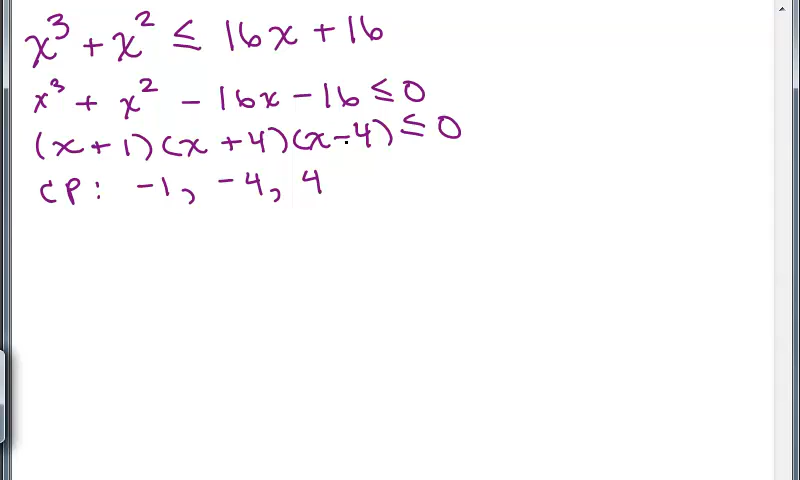 x³ + x² ≤ 16x + 16
x³ + x² - 16x - 16 ≤ 0
(x + 1)(x + 4)(x - 4) ≤ 0
CP: -1, -4, 4